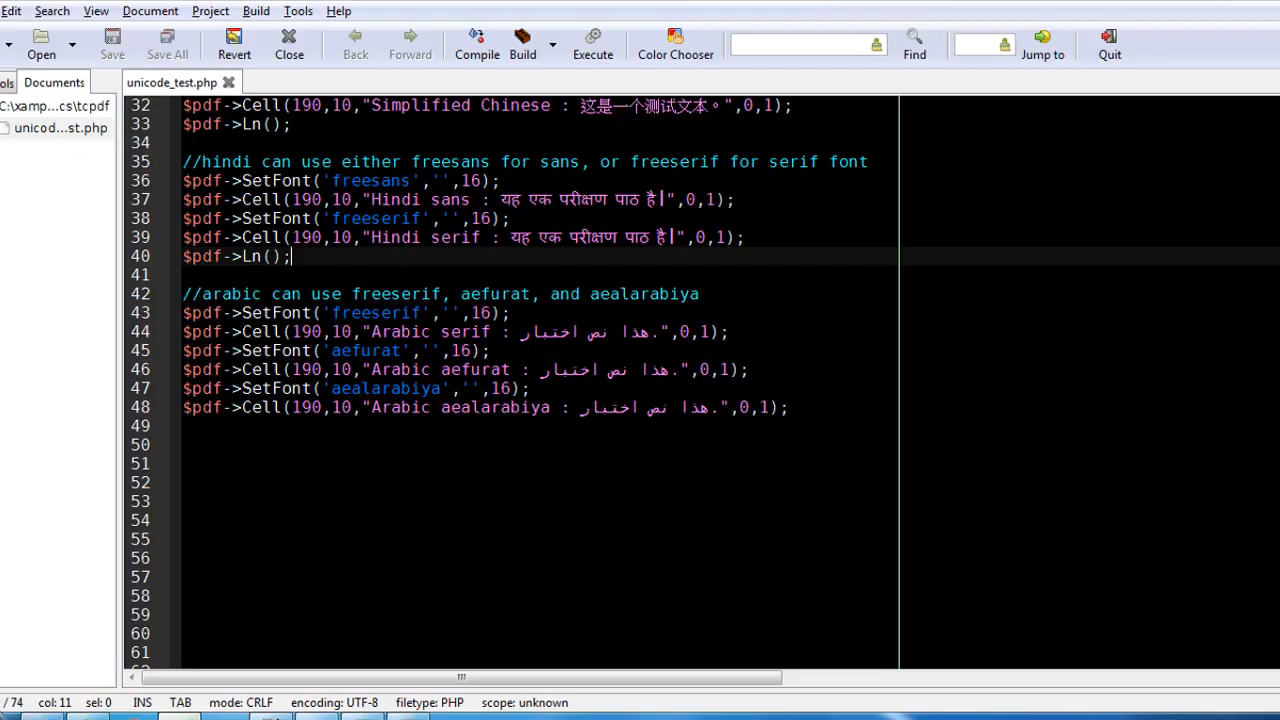 Edit Search View Document Project Build Tools Help
Open Save Save All Revert Close Back Forward Compile Build Execute Color Chooser Find Jump to Quit
ols Documents unicode_test.php
C:\xamp...cs\tcpdf
unicod...st.php
32 $pdf->Cell(190,10,"Simplified Chinese : 这是一个测试文本。",0,1);
33 $pdf->Ln();
34
35 //hindi can use either freesans for sans, or freeserif for serif font
36 $pdf->SetFont('freesans','',16);
37 $pdf->Cell(190,10,"Hindi sans : यह एक परीक्षण पाठ है|",0,1);
38 $pdf->SetFont('freeserif','',16);
39 $pdf->Cell(190,10,"Hindi serif : यह एक परीक्षण पाठ है|",0,1);
40 $pdf->Ln();
41
42 //arabic can use freeserif, aefurat, and aealarabiya
43 $pdf->SetFont('freeserif','',16);
44 $pdf->Cell(190,10,"Arabic serif : هذا نص اختبار.",0,1);
45 $pdf->SetFont('aefurat','',16);
46 $pdf->Cell(190,10,"Arabic aefurat : هذا نص اختبار.",0,1);
47 $pdf->SetFont('aealarabiya','',16);
48 $pdf->Cell(190,10,"Arabic aealarabiya : هذا نص اختبار.",0,1);
49
50
51
52
53
54
55
56
57
58
59
60
61
/ 74 col: 11 sel: 0 INS TAB mode: CRLF encoding: UTF-8 filetype: PHP scope: unknown